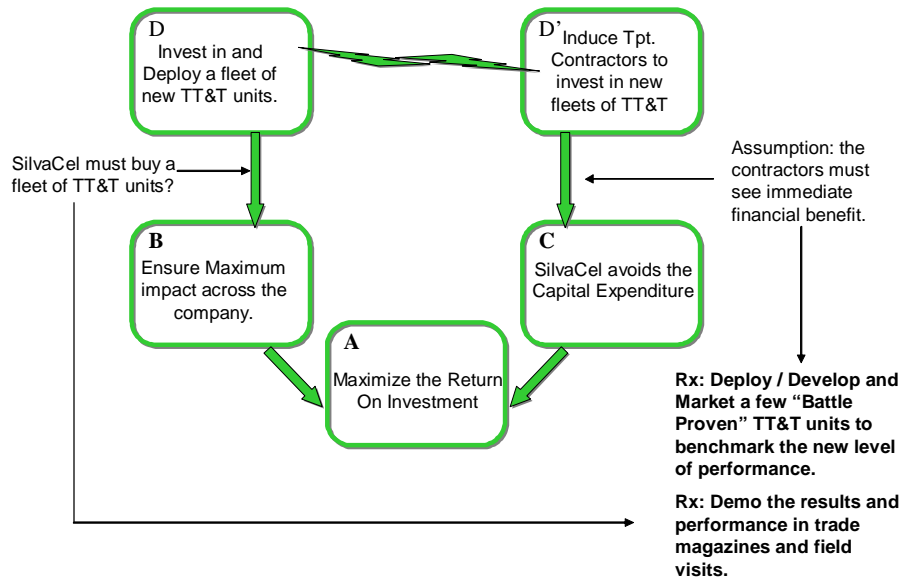 D
Invest in and
Deploy a fleet of
new TT&T units.
D’
Induce Tpt.
Contractors to
invest in new
fleets of TT&T
SilvaCel must buy a
fleet of TT&T units?
Assumption: the
contractors must
see immediate
financial benefit.
B
Ensure Maximum
impact across the
company.
C
SilvaCel avoids the
Capital Expenditure
A
Maximize the Return
On Investment
Rx: Deploy / Develop and
Market a few “Battle
Proven” TT&T units to
benchmark the new level
of performance.
Rx: Demo the results and
performance in trade
magazines and field
visits.